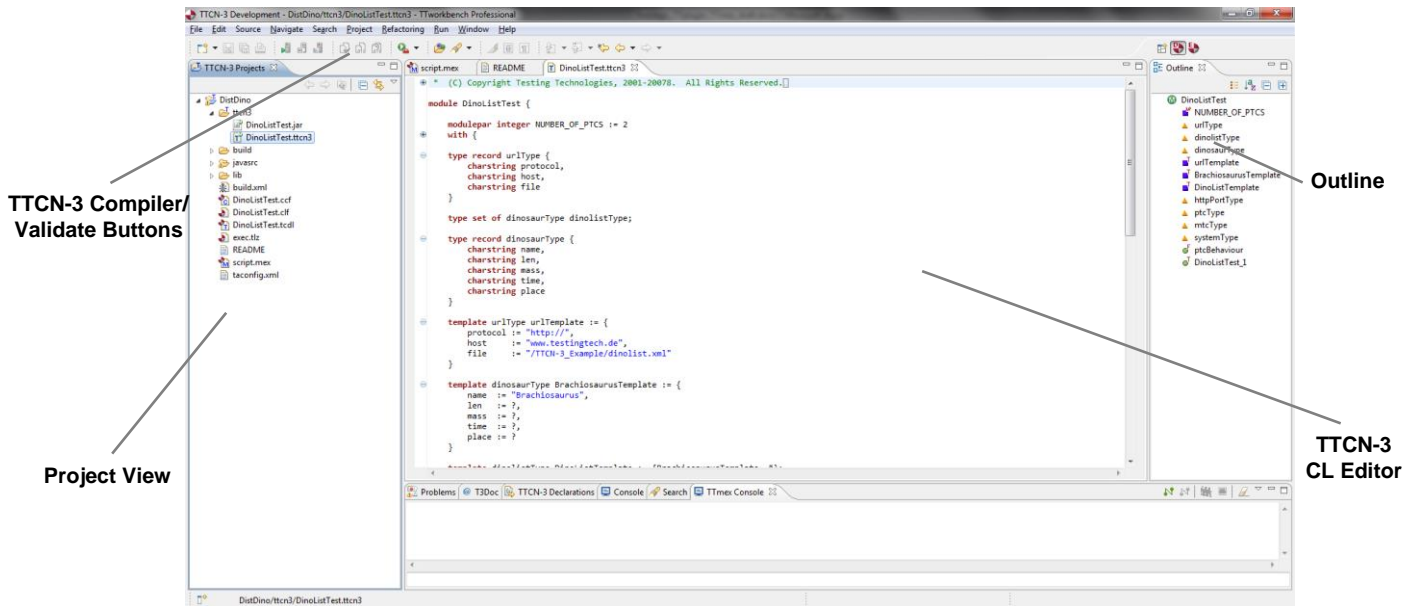 TTCN-3 Development - DistDino/ttcn3/DinoListTest.ttcn3 - TTworkbench Professional
File Edit Source Navigate Search Project Refactoring Run Window Help
TTCN-3 Projects
DistDino
ttcn3
DinoListTest.jar
DinoListTest.ttcn3
build
javasrc
lib
build.xml
DinoListTest.ccf
DinoListTest.clf
DinoListTest.tcdl
exec.tlz
README
script.mex
taconfig.xml
script.mex README DinoListTest.ttcn3
* (C) Copyright Testing Technologies, 2001-20078. All Rights Reserved.
module DinoListTest {
modulepar integer NUMBER_OF_PTCS := 2
with {
type record urlType {
charstring protocol,
charstring host,
charstring file
}
type set of dinosaurType dinolistType;
type record dinosaurType {
charstring name,
charstring len,
charstring mass,
charstring time,
charstring place
}
template urlType urlTemplate := {
protocol := "http://",
host := "www.testingtech.de",
file := "/TTCN-3_Example/dinolist.xml"
}
template dinosaurType BrachiosaurusTemplate := {
name := "Brachiosaurus",
len := ?,
mass := ?,
time := ?,
place := ?
}
Outline
DinoListTest
NUMBER_OF_PTCS
urlType
dinolistType
dinosaurType
urlTemplate
BrachiosaurusTemplate
DinoListTemplate
httpPortType
ptcType
mtcType
systemType
ptcBehaviour
DinoListTest_1
Problems T3Doc TTCN-3 Declarations Console Search TTmex Console
DistDino/ttcn3/DinoListTest.ttcn3
TTCN-3 Compiler/
Validate Buttons
Project View
Outline
TTCN-3
CL Editor